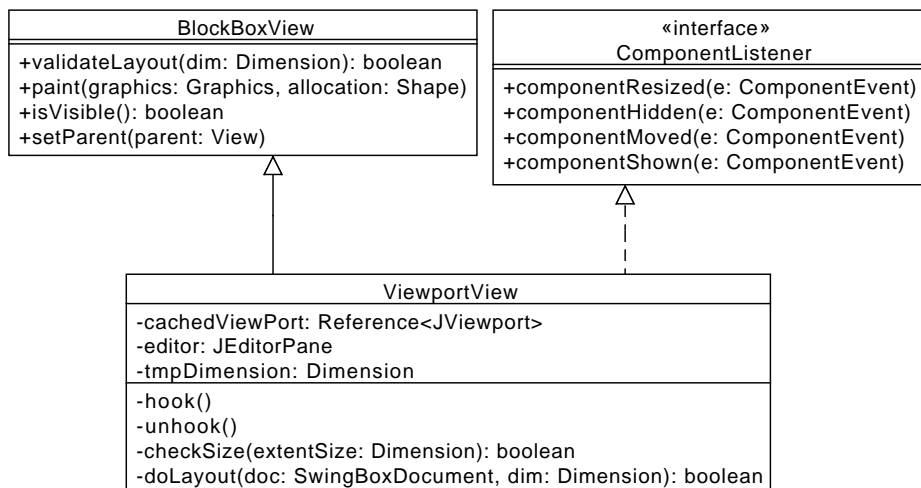 BlockBoxView
+validateLayout(dim: Dimension): boolean
+paint(graphics: Graphics, allocation: Shape)
+isVisible(): boolean
+setParent(parent: View)
«interface»
ComponentListener
+componentResized(e: ComponentEvent)
+componentHidden(e: ComponentEvent)
+componentMoved(e: ComponentEvent)
+componentShown(e: ComponentEvent)
ViewportView
-cachedViewPort: Reference<JViewport>
-editor: JEditorPane
-tmpDimension: Dimension
-hook()
-unhook()
-checkSize(extentSize: Dimension): boolean
-doLayout(doc: SwingBoxDocument, dim: Dimension): boolean